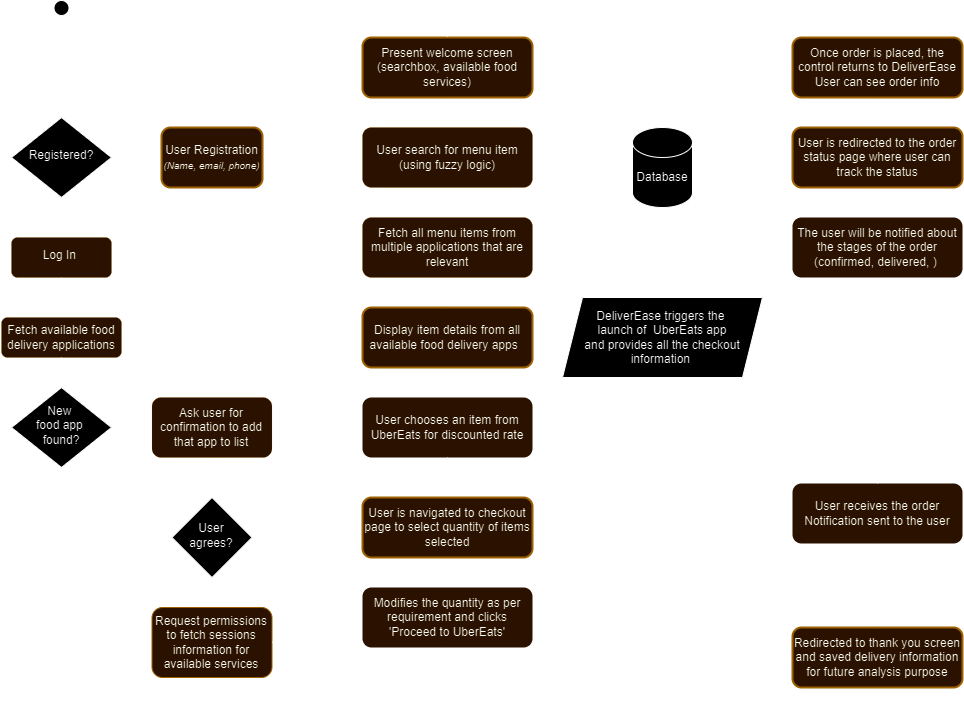 Registered?
User Registration
(Name, email, phone)
Log In
Fetch available food
delivery applications
New
food app
found?
Ask user for
confirmation to add
that app to list
User
agrees?
Request permissions
to fetch sessions
information for
available services
Present welcome screen
(searchbox, available food
services)
User search for menu item
(using fuzzy logic)
Fetch all menu items from
multiple applications that are
relevant
Display item details from all
available food delivery apps
User chooses an item from
UberEats for discounted rate
User is navigated to checkout
page to select quantity of items
selected
Modifies the quantity as per
requirement and clicks
'Proceed to UberEats'
Database
DeliverEase triggers the
launch of UberEats app
and provides all the checkout
information
Once order is placed, the
control returns to DeliverEase
User can see order info
User is redirected to the order
status page where user can
track the status
The user will be notified about
the stages of the order
(confirmed, delivered, )
User receives the order
Notification sent to the user
Redirected to thank you screen
and saved delivery information
for future analysis purpose